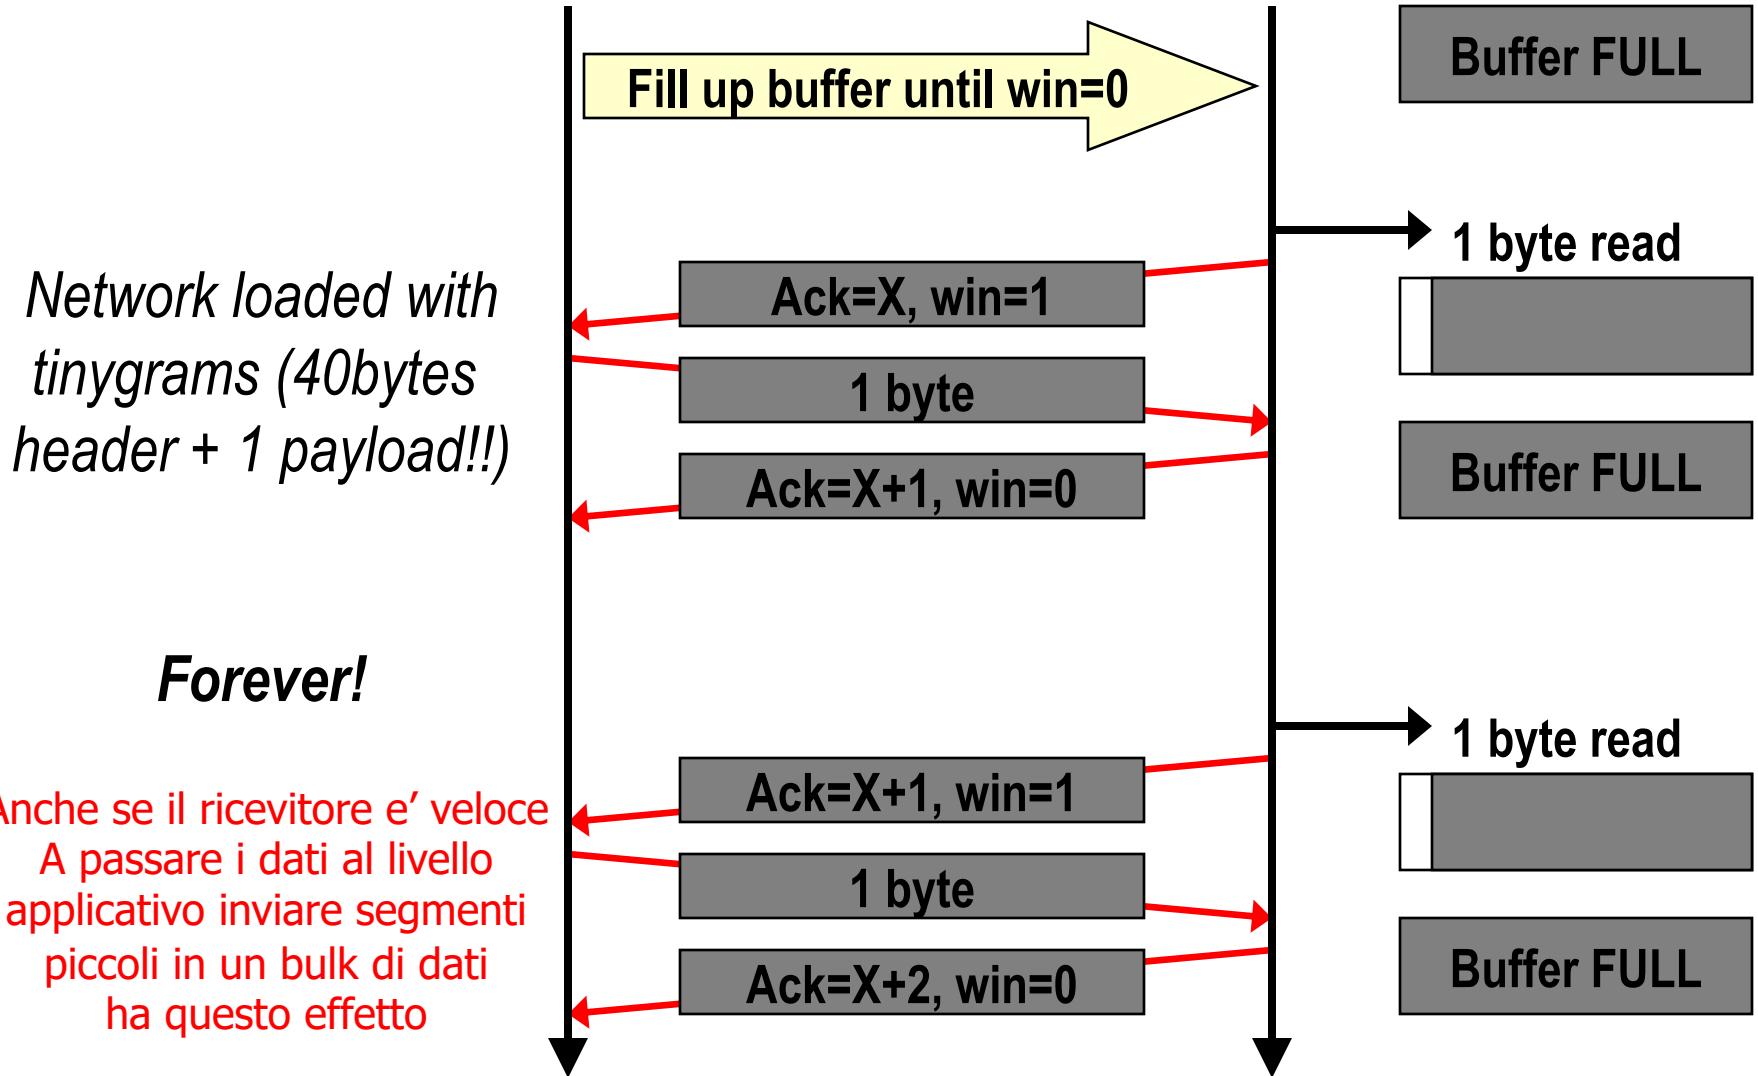 Fill up buffer until win=0
Buffer FULL
1 byte read
Ack=X, win=1
1 byte
Ack=X+1, win=0
Buffer FULL
Network loaded with
tinygrams (40bytes
header + 1 payload!!)
Forever!
1 byte read
Ack=X+1, win=1
1 byte
Ack=X+2, win=0
Buffer FULL
Anche se il ricevitore e’ veloce
A passare i dati al livello
applicativo inviare segmenti
piccoli in un bulk di dati
ha questo effetto